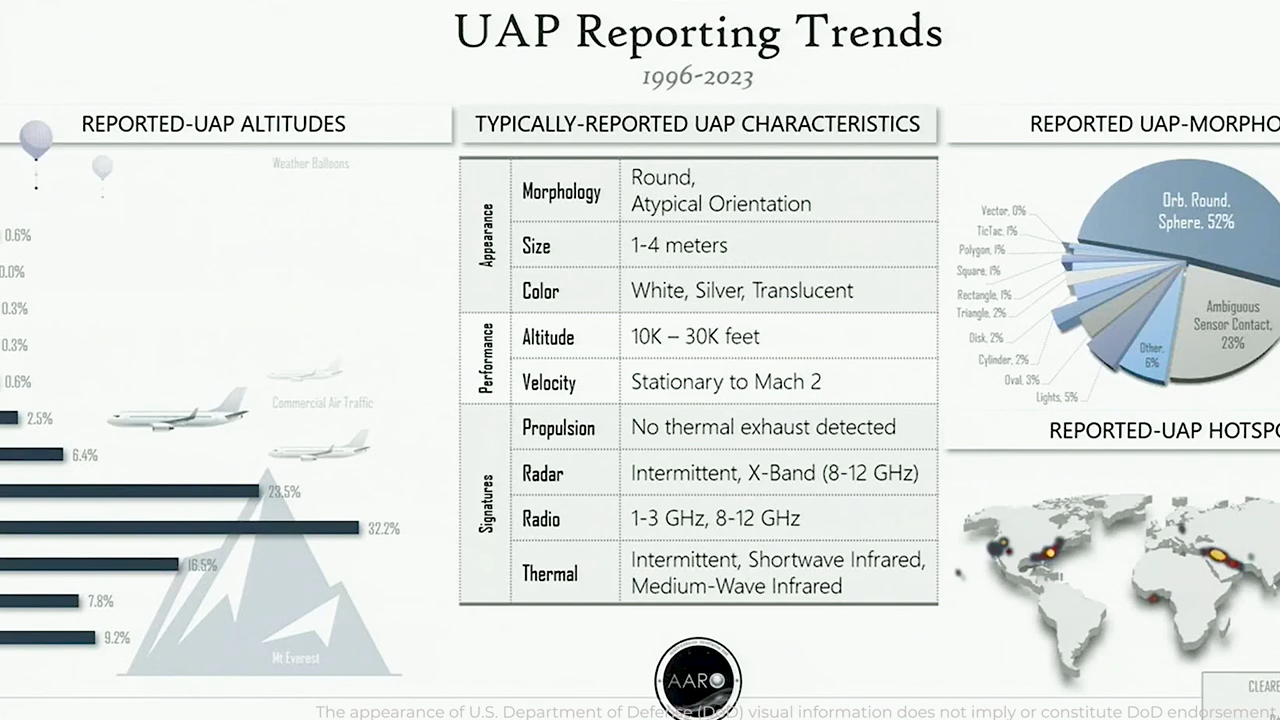 UAP Reporting Trends
1996-2023
REPORTED-UAP ALTITUDES
Weather Balloons
0.6%
0.0%
0.3%
0.3%
0.6%
2.5%
6.4%
23.5%
32.2%
16.5%
7.8%
9.2%
Commercial Air Traffic
Mt Everest
TYPICALLY-REPORTED UAP CHARACTERISTICS
Appearance
Morphology
Round,
Atypical Orientation
Size
1-4 meters
Color
White, Silver, Translucent
Performance
Altitude
10K – 30K feet
Velocity
Stationary to Mach 2
Signatures
Propulsion
No thermal exhaust detected
Radar
Intermittent, X-Band (8-12 GHz)
Radio
1-3 GHz, 8-12 GHz
Thermal
Intermittent, Shortwave Infrared,
Medium-Wave Infrared
AARO
REPORTED UAP-MORPHO
Orb, Round,
Sphere, 52%
Ambiguous
Sensor Contact,
23%
Other,
6%
Vector, 0%
TicTac, 1%
Polygon, 1%
Square, 1%
Rectangle, 1%
Triangle, 2%
Disk, 2%
Cylinder, 2%
Oval, 3%
Lights, 5%
REPORTED-UAP HOTSPO
CLEARE
The appearance of U.S. Department of Defense (DoD) visual information does not imply or constitute DoD endorsement.